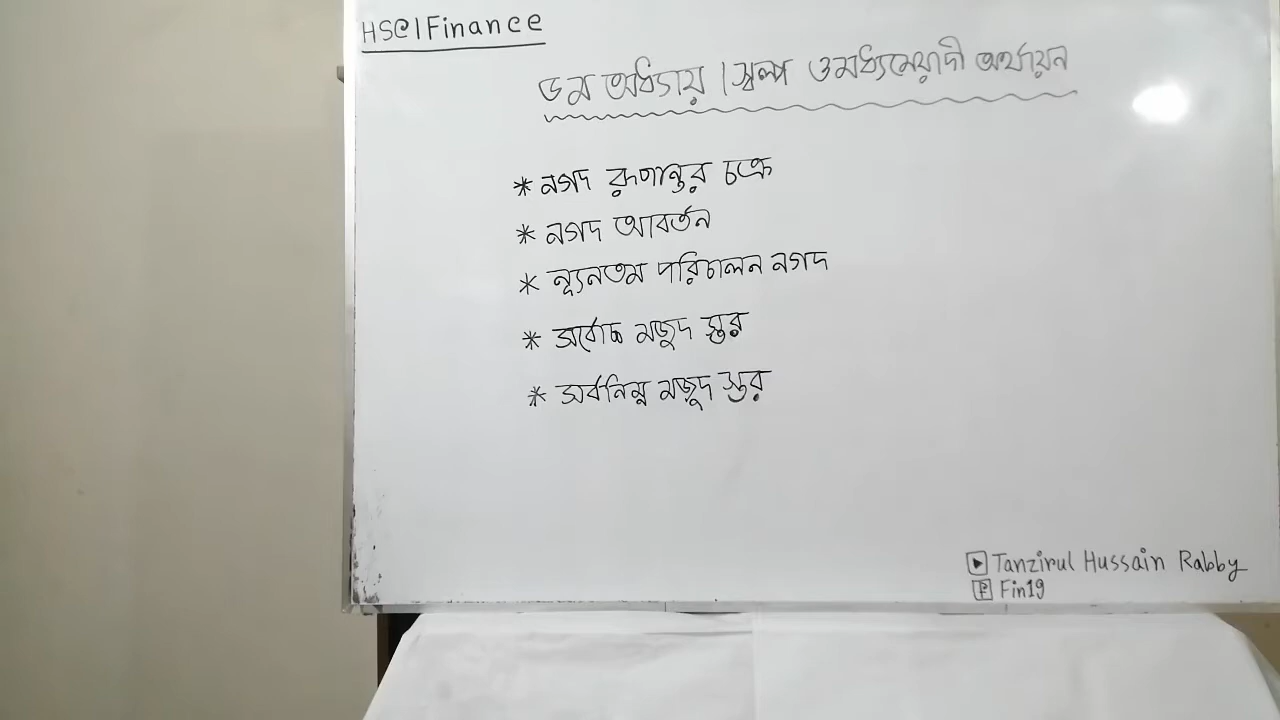 HSC | Finance
৬ম অধ্যায় । স্বল্প ও মধ্যমেয়াদী অর্থায়ন
* নগদ রূপান্তর চক্র
* নগদ আবর্তন
* ন্যূনতম পরিচালন নগদ
* সর্বোচ্চ মজুদ স্তর
* সর্বনিম্ন মজুদ স্তর
Tanzirul Hussain Rabby
Fin19